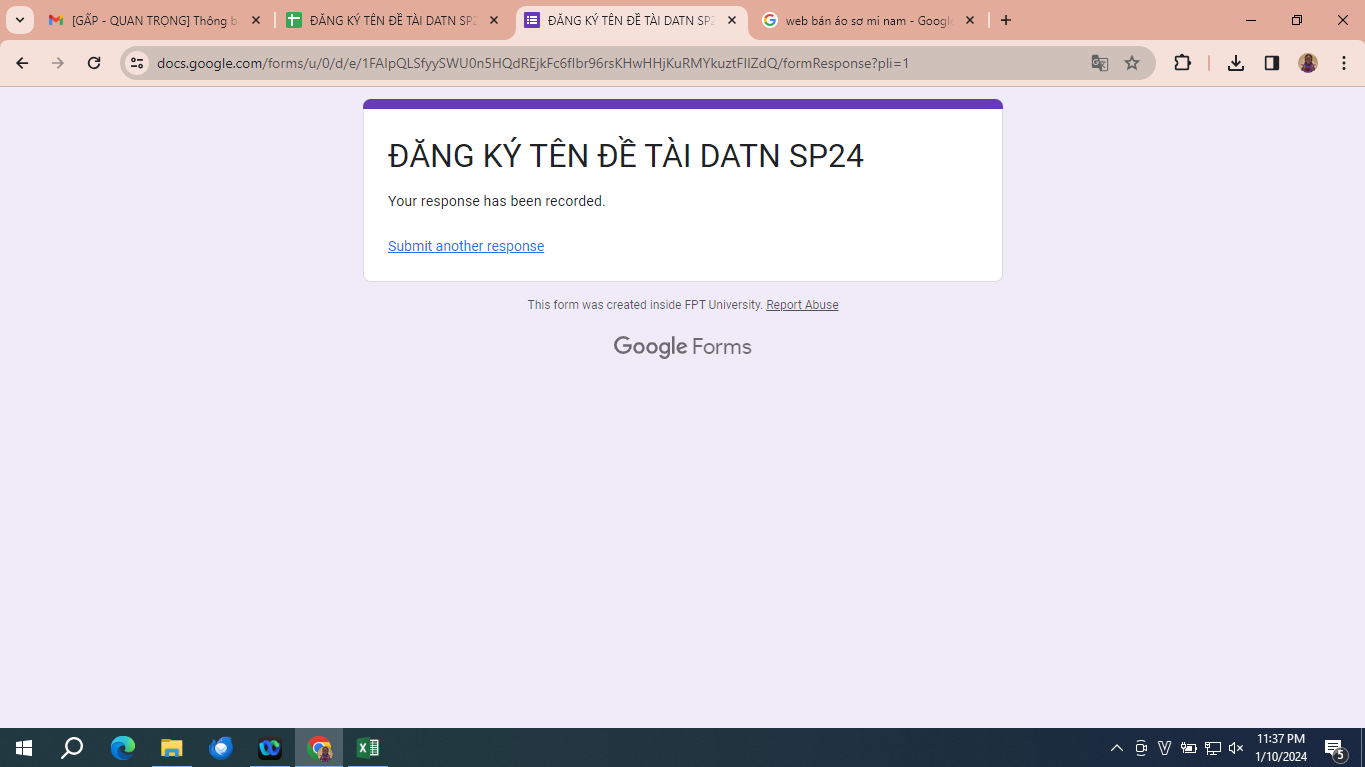 [GẤP - QUAN TRỌNG] Thông b
ĐĂNG KÝ TÊN ĐỀ TÀI DATN SP2
ĐĂNG KÝ TÊN ĐỀ TÀI DATN SP2
web bán áo sơ mi nam - Google
docs.google.com/forms/u/0/d/e/1FAIpQLSfyySWU0n5HQdREjkFc6fIbr96rsKHwHHjKuRMYkuztFIlZdQ/formResponse?pli=1
ĐĂNG KÝ TÊN ĐỀ TÀI DATN SP24
Your response has been recorded.
Submit another response
This form was created inside FPT University. Report Abuse
Google Forms
11:37 PM
1/10/2024
5